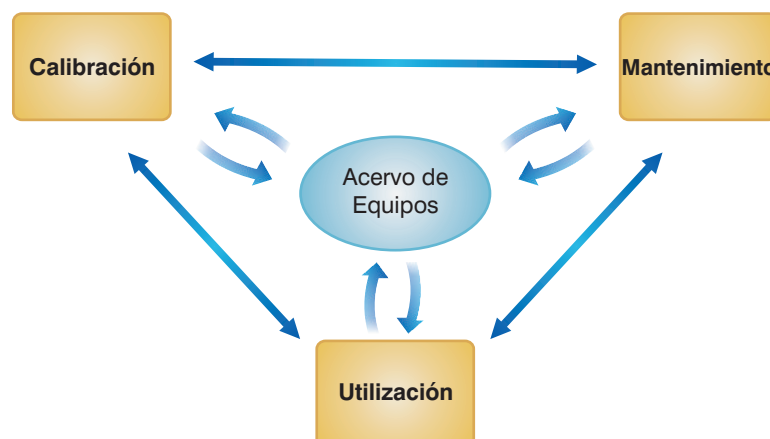 Calibración
Mantenimiento
Acervo de
Equipos
Utilización